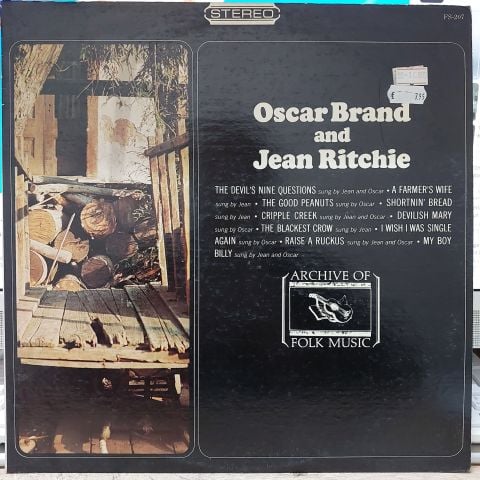 STEREO
FS-207
£ 7.99
Oscar Brand
and
Jean Ritchie
THE DEVIL'S NINE QUESTIONS sung by Jean and Oscar • A FARMER'S WIFE
sung by Jean • THE GOOD PEANUTS sung by Oscar • SHORTNIN' BREAD
sung by Jean • CRIPPLE CREEK sung by Jean and Oscar • DEVILISH MARY
sung by Oscar • THE BLACKEST CROW sung by Jean • I WISH I WAS SINGLE
AGAIN sung by Oscar • RAISE A RUCKUS sung by Jean and Oscar • MY BOY
BILLY sung by Jean and Oscar
ARCHIVE OF
FOLK MUSIC